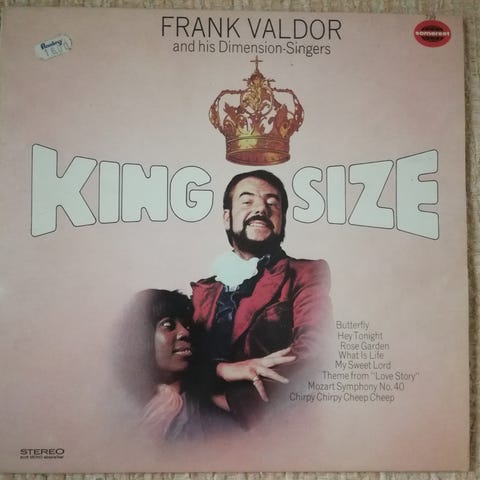 FRANK VALDOR
and his Dimension-Singers
somerset
KING SIZE
Butterfly
Hey Tonight
Rose Garden
What Is Life
My Sweet Lord
Theme from "Love Story"
Mozart Symphony No. 40
Chirpy Chirpy Cheep Cheep
STEREO